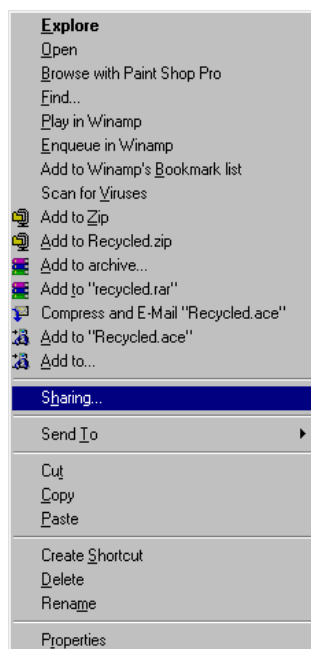 Explore
Open
Browse with Paint Shop Pro
Find...
Play in Winamp
Enqueue in Winamp
Add to Winamp's Bookmark list
Scan for Viruses
Add to Zip
Add to Recycled.zip
Add to archive...
Add to "recycled.rar"
Compress and E-Mail "Recycled.ace"
Add to "Recycled.ace"
Add to...
Sharing...
Send To
Cut
Copy
Paste
Create Shortcut
Delete
Rename
Properties